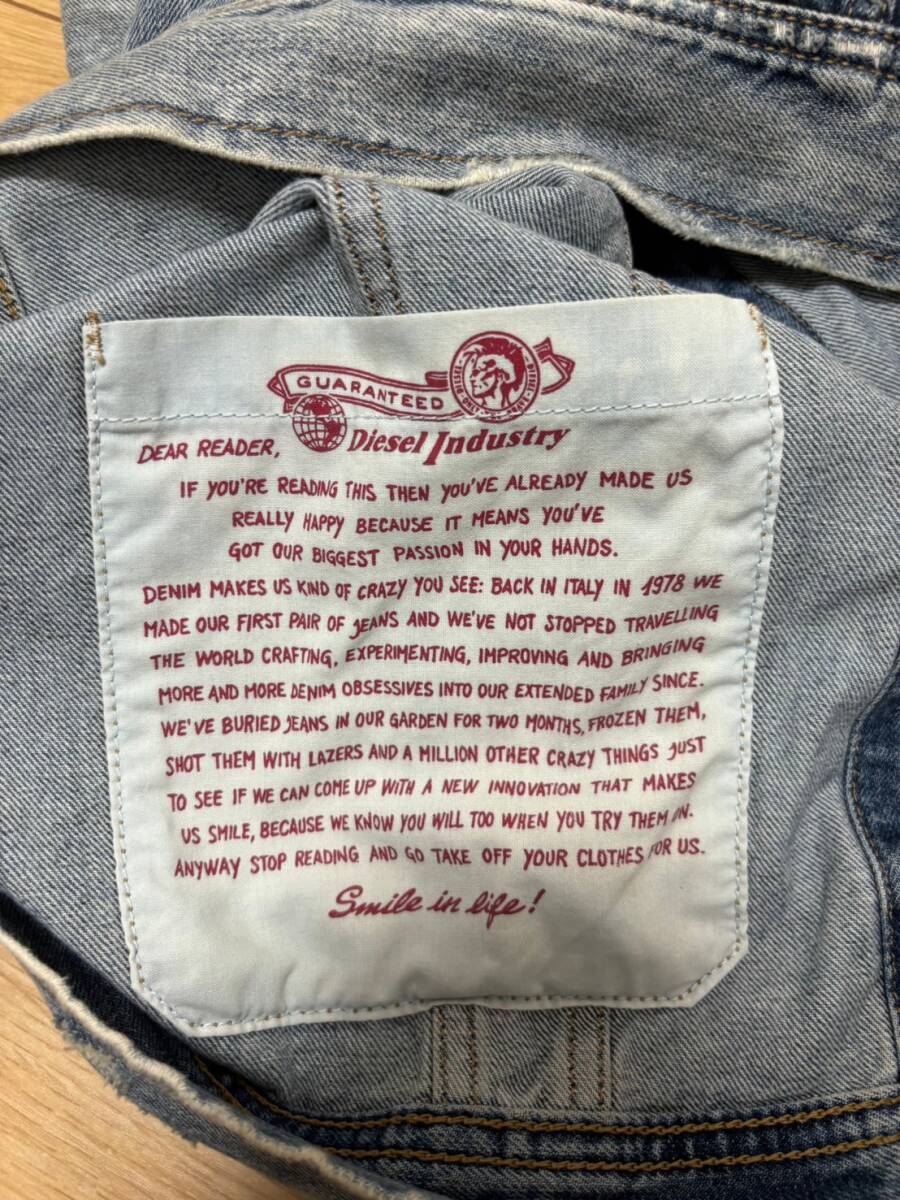 GUARANTEED
DIESEL
Diesel Industry
DEAR READER,
IF YOU'RE READING THIS THEN YOU'VE ALREADY MADE US
REALLY HAPPY BECAUSE IT MEANS YOU'VE
GOT OUR BIGGEST PASSION IN YOUR HANDS.
DENIM MAKES US KIND OF CRAZY YOU SEE: BACK IN ITALY IN 1978 WE
MADE OUR FIRST PAIR OF JEANS AND WE'VE NOT STOPPED TRAVELLING
THE WORLD CRAFTING, EXPERIMENTING, IMPROVING AND BRINGING
MORE AND MORE DENIM OBSESSIVES INTO OUR EXTENDED FAMILY SINCE.
WE'VE BURIED JEANS IN OUR GARDEN FOR TWO MONTHS, FROZEN THEM,
SHOT THEM WITH LAZERS AND A MILLION OTHER CRAZY THINGS JUST
TO SEE IF WE CAN COME UP WITH A NEW INNOVATION THAT MAKES
US SMILE, BECAUSE WE KNOW YOU WILL TOO WHEN YOU TRY THEM ON.
ANYWAY STOP READING AND GO TAKE OFF YOUR CLOTHES FOR US.
Smile in life!